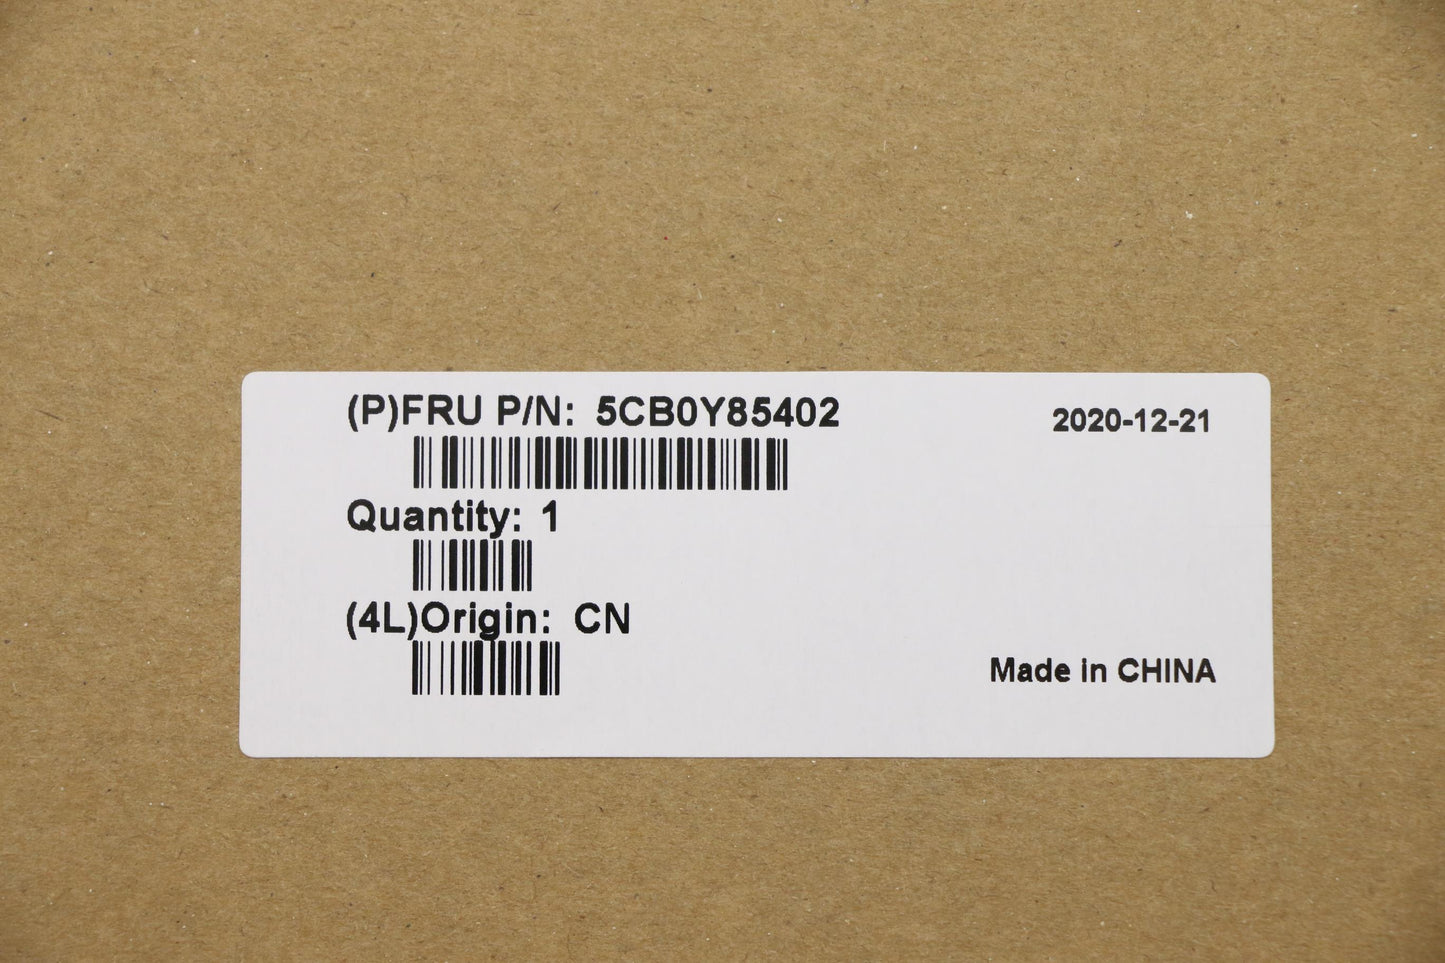 (P)FRU P/N: 5CB0Y85402
2020-12-21
Quantity: 1
(4L)Origin: CN
Made in CHINA